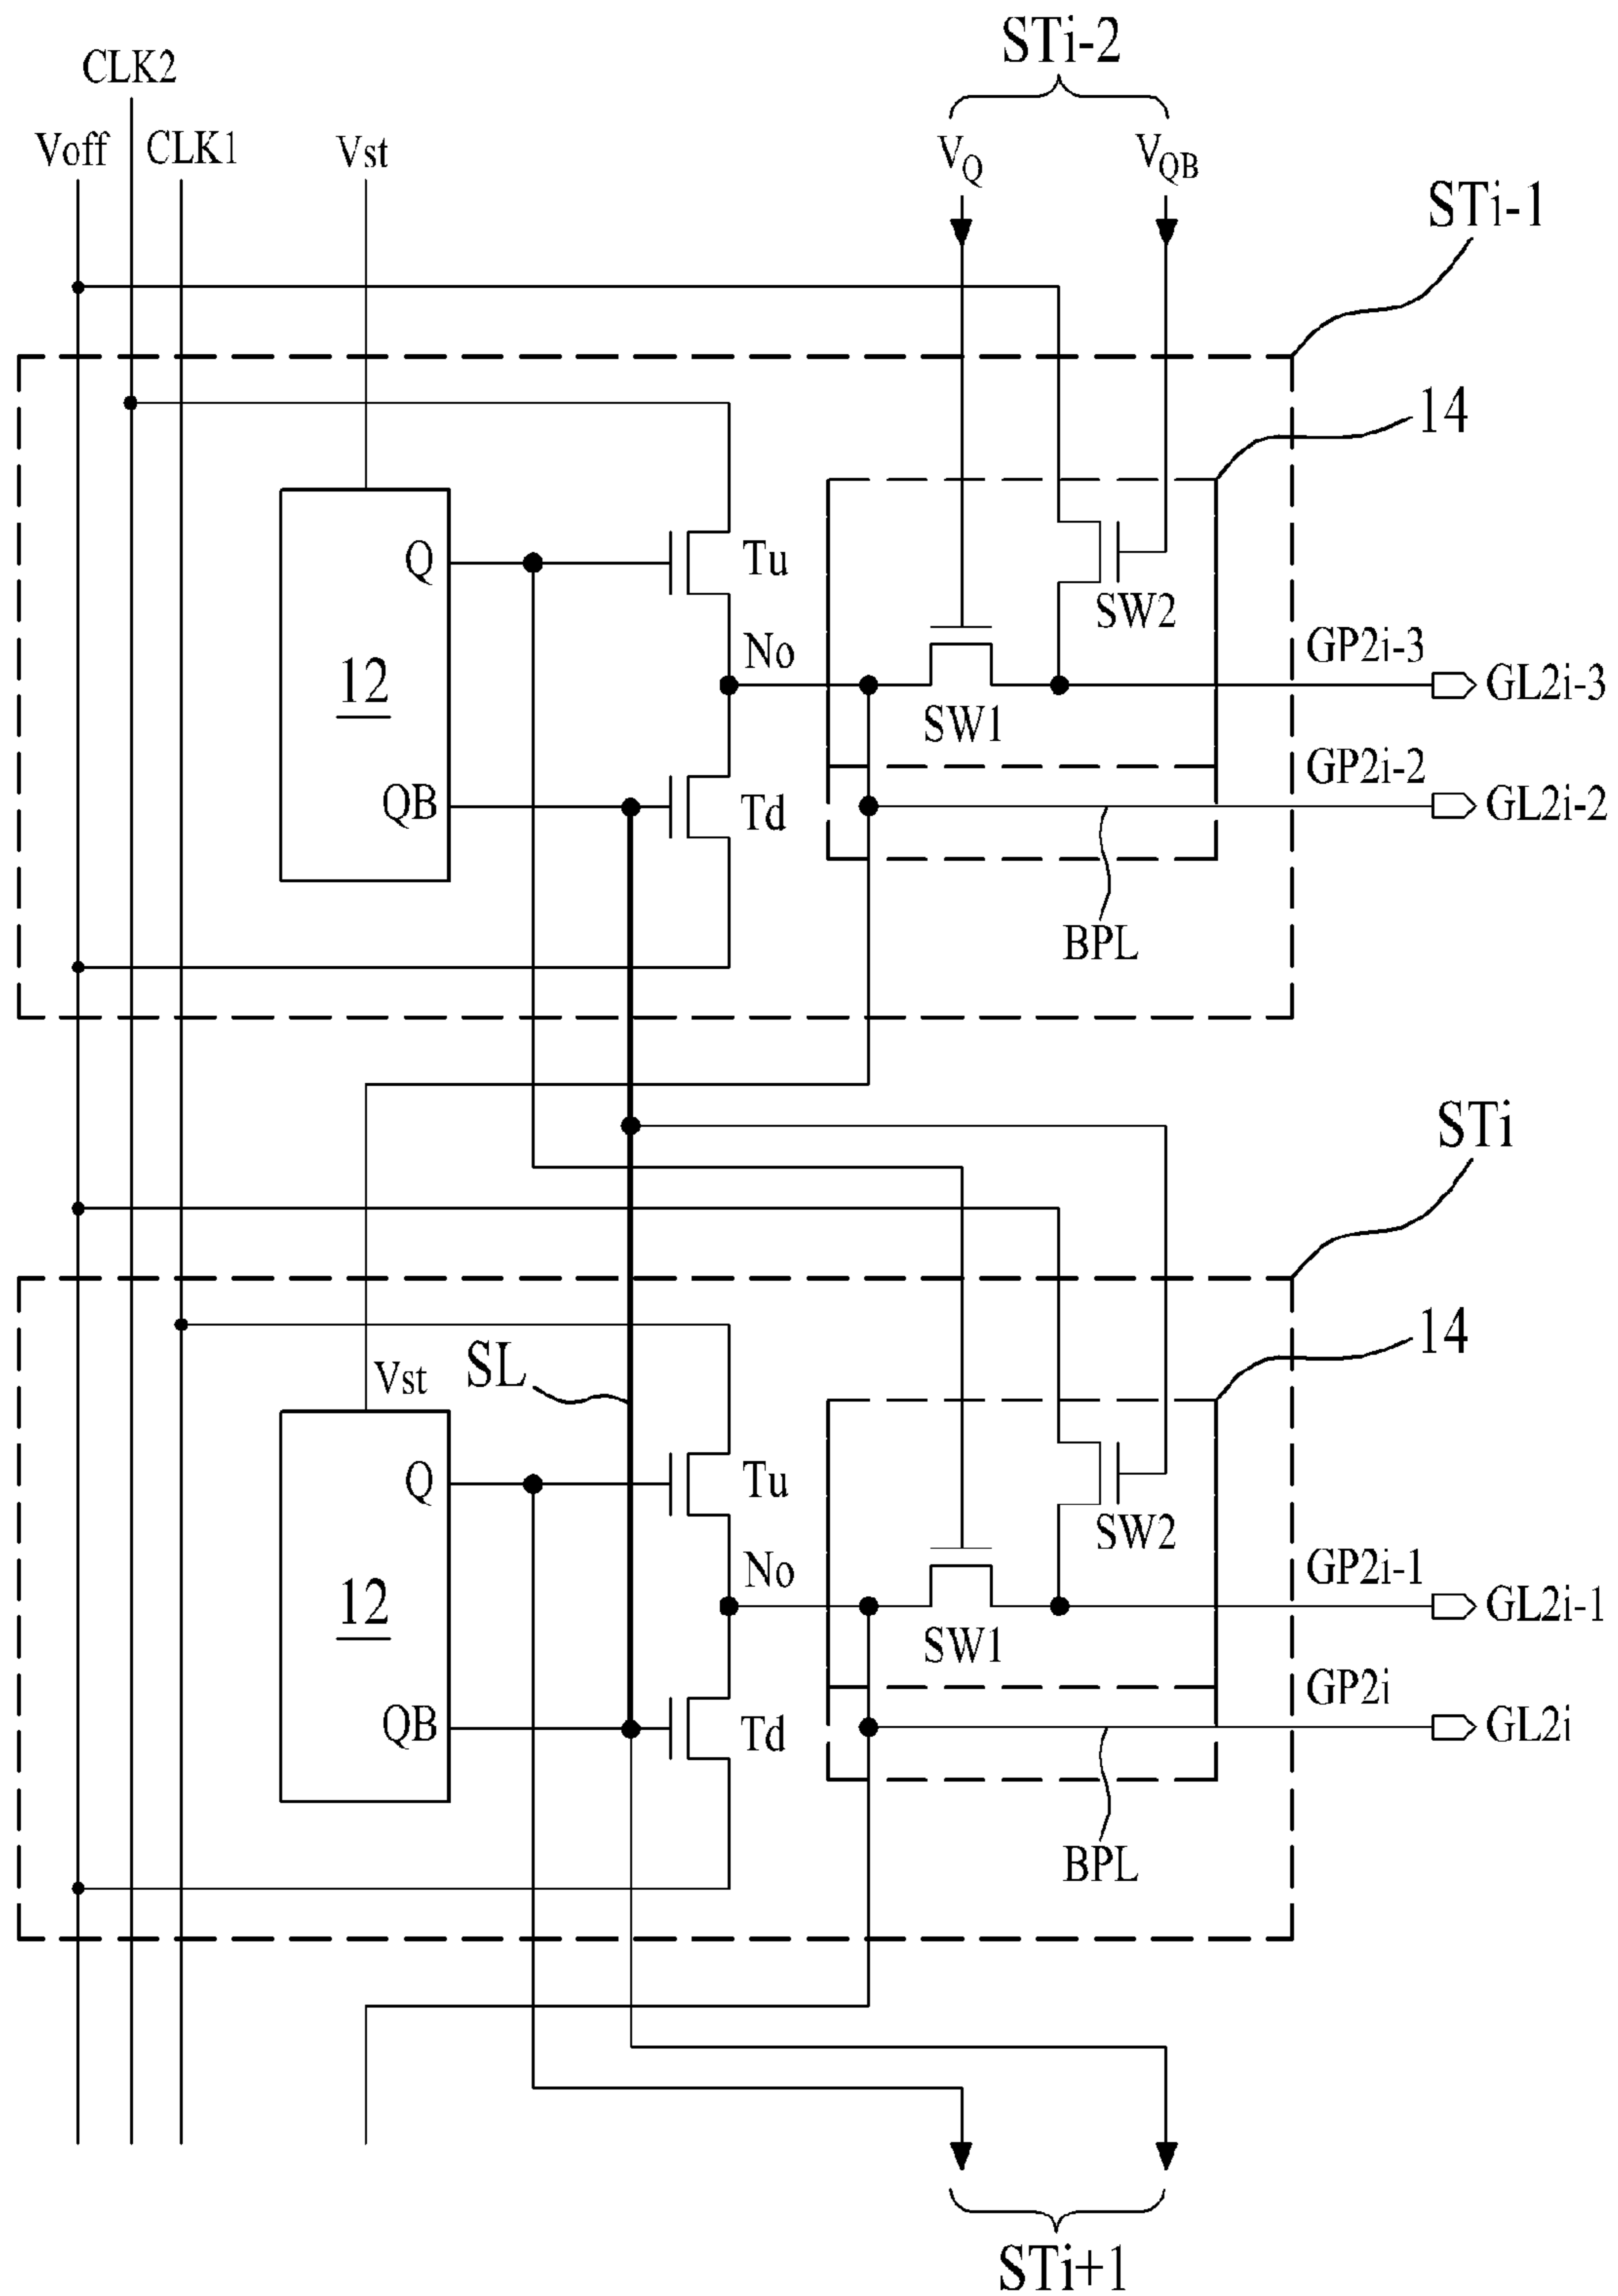 STi-2
CLK2
Voff
CLK1
Vst
VQ
VQB
STi-1
14
Q
Tu
SW2
No
12
GP2i-3
GL2i-3
SW1
GP2i-2
QB
Td
GL2i-2
BPL
STi
14
SL
Vst
Q
Tu
SW2
No
12
GP2i-1
GL2i-1
SW1
GP2i
QB
Td
GL2i
BPL
STi+1